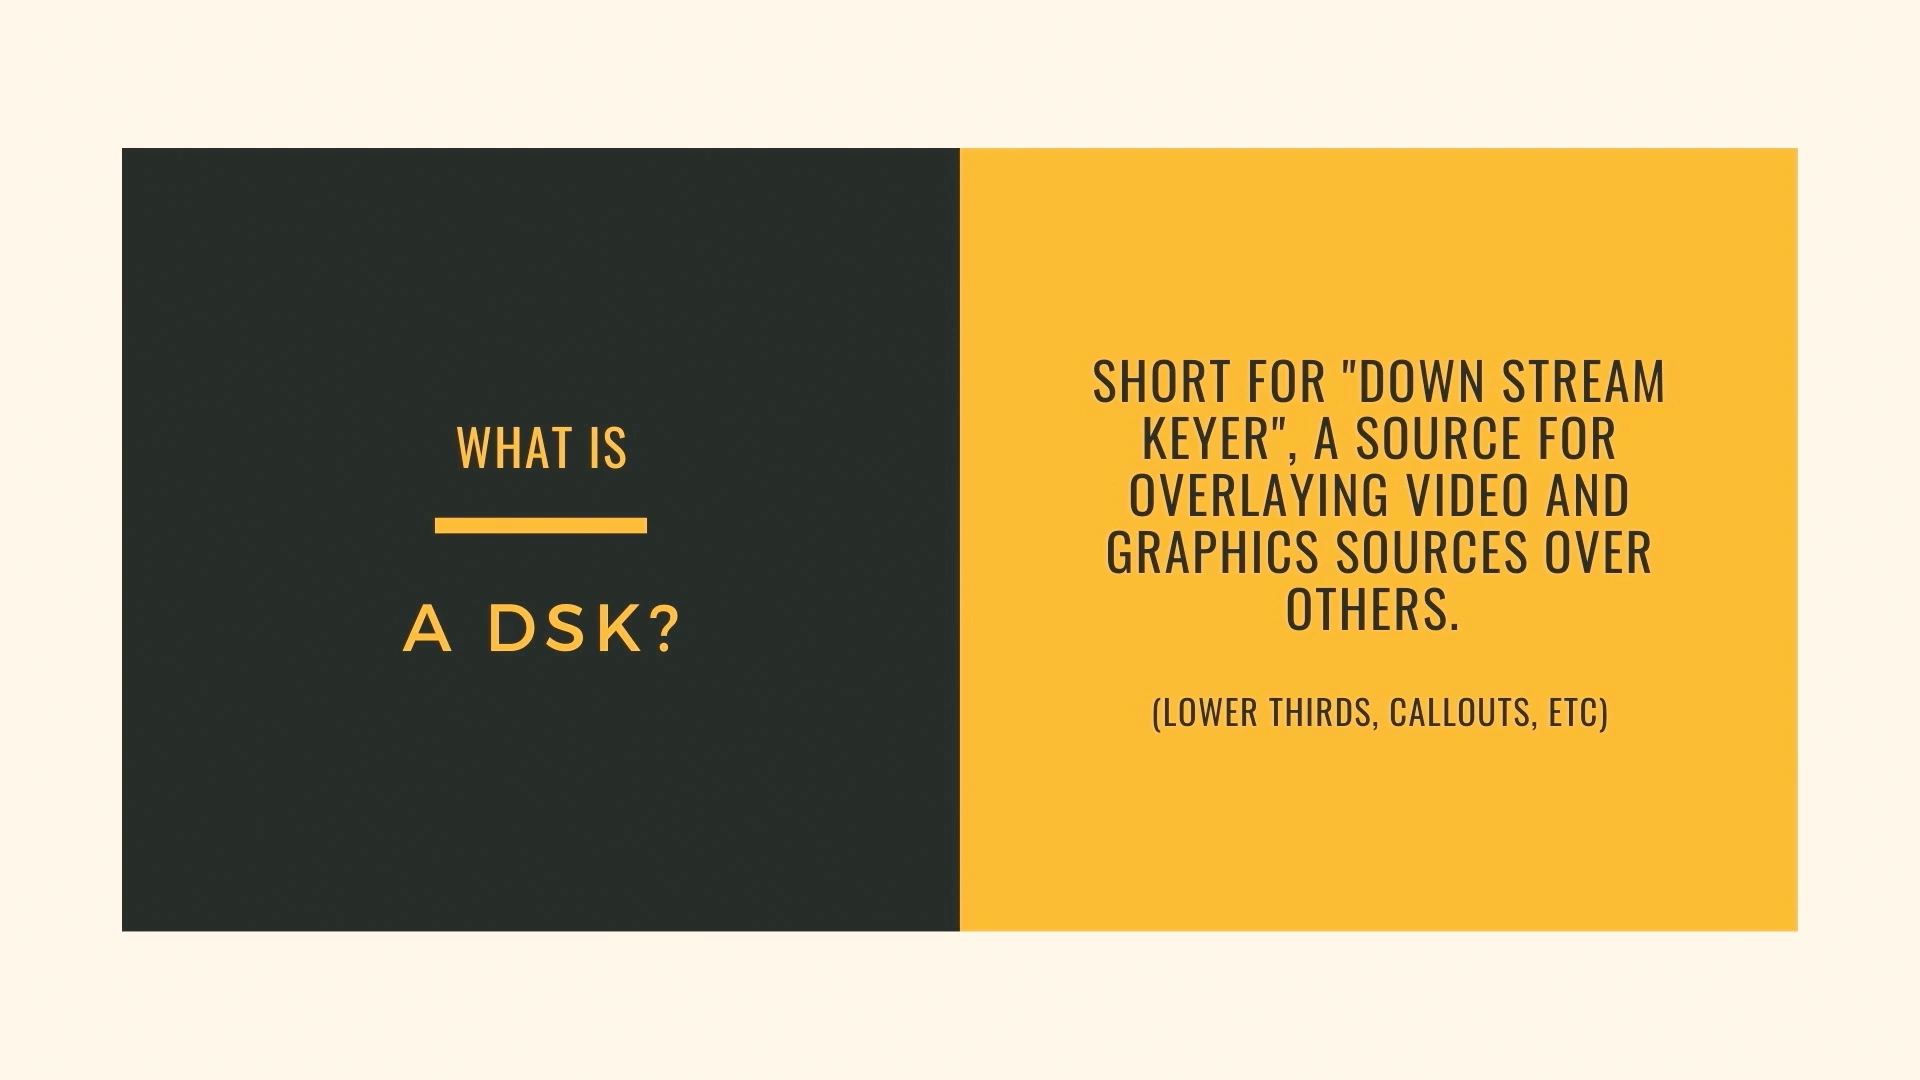 WHAT IS
A DSK?
SHORT FOR "DOWN STREAM
KEYER", A SOURCE FOR
OVERLAYING VIDEO AND
GRAPHICS SOURCES OVER
OTHERS.
(LOWER THIRDS, CALLOUTS, ETC)